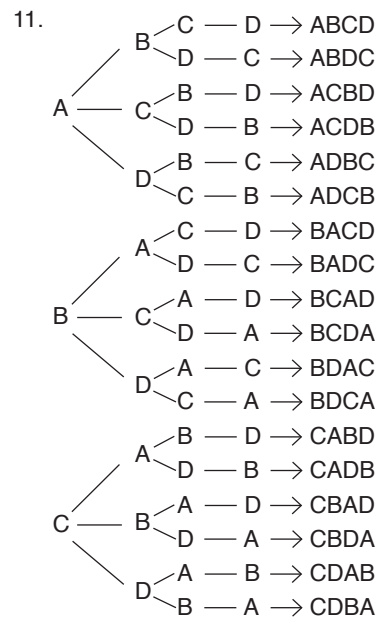 11.
C — D → ABCD
B
D — C → ABDC
B — D → ACBD
A — C
D — B → ACDB
B — C → ADBC
D
C — B → ADCB
C — D → BACD
A
D — C → BADC
A — D → BCAD
B — C
D — A → BCDA
A — C → BDAC
D
C — A → BDCA
B — D → CABD
A
D — B → CADB
A — D → CBAD
C — B
D — A → CBDA
A — B → CDAB
D
B — A → CDBA